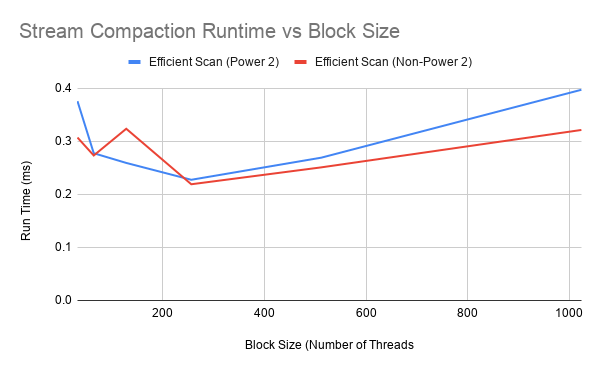 Stream Compaction Runtime vs Block Size
Efficient Scan (Power 2) Efficient Scan (Non-Power 2)
Run Time (ms)
0.4
0.3
0.2
0.1
0.0
200 400 600 800 1000
Block Size (Number of Threads